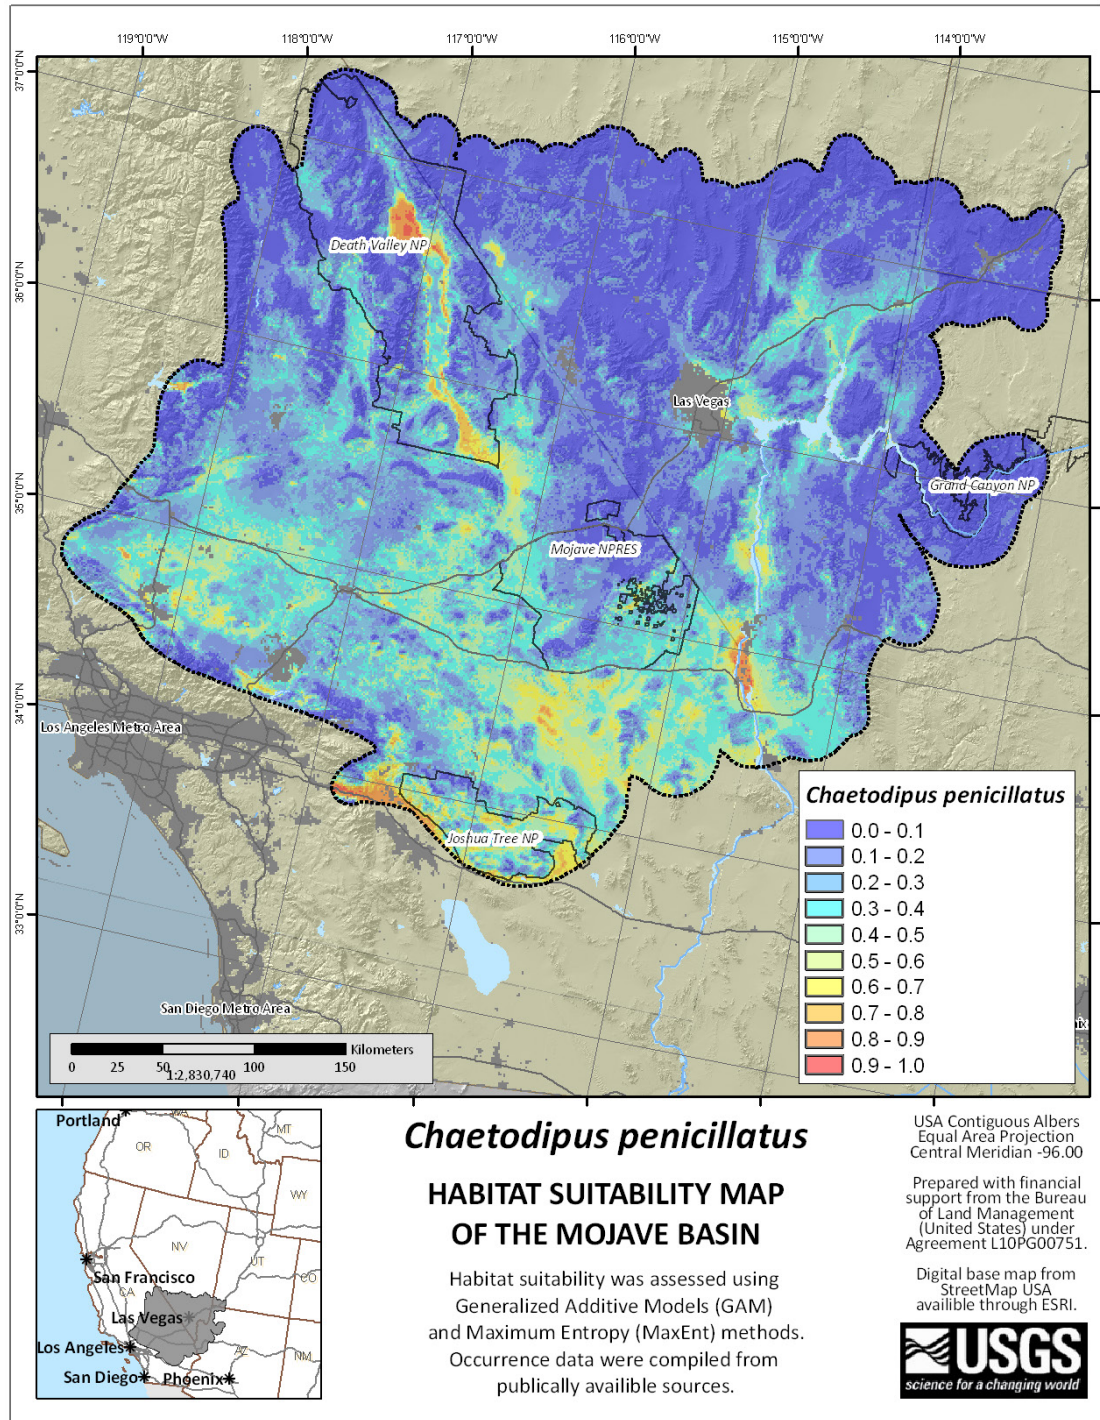 119°0'0"W
118°0'0"W
117°0'0"W
116°0'0"W
115°0'0"W
114°0'0"W
37°0'0"N
36°0'0"N
35°0'0"N
34°0'0"N
33°0'0"N
Death Valley NP
Las Vegas
Grand Canyon NP
Mojave NPRES
Los Angeles Metro Area
Joshua Tree NP
San Diego Metro Area
Chaetodipus penicillatus
0.0 - 0.1
0.1 - 0.2
0.2 - 0.3
0.3 - 0.4
0.4 - 0.5
0.5 - 0.6
0.6 - 0.7
0.7 - 0.8
0.8 - 0.9
0.9 - 1.0
ix
Kilometers
0 25 50 100 150
1:2,830,740
Portland
WA
MT
OR
ID
WY
NV
UT
CO
San Francisco
CA
Las Vegas
Los Angeles
AZ
NM
San Diego
Phoenix
Chaetodipus penicillatus
HABITAT SUITABILITY MAP
OF THE MOJAVE BASIN
Habitat suitability was assessed using
Generalized Additive Models (GAM)
and Maximum Entropy (MaxEnt) methods.
Occurrence data were compiled from
publically availible sources.
USA Contiguous Albers
Equal Area Projection
Central Meridian -96.00
Prepared with financial
support from the Bureau
of Land Management
(United States) under
Agreement L10PG00751.
Digital base map from
StreetMap USA
availible through ESRI.
USGS
science for a changing world